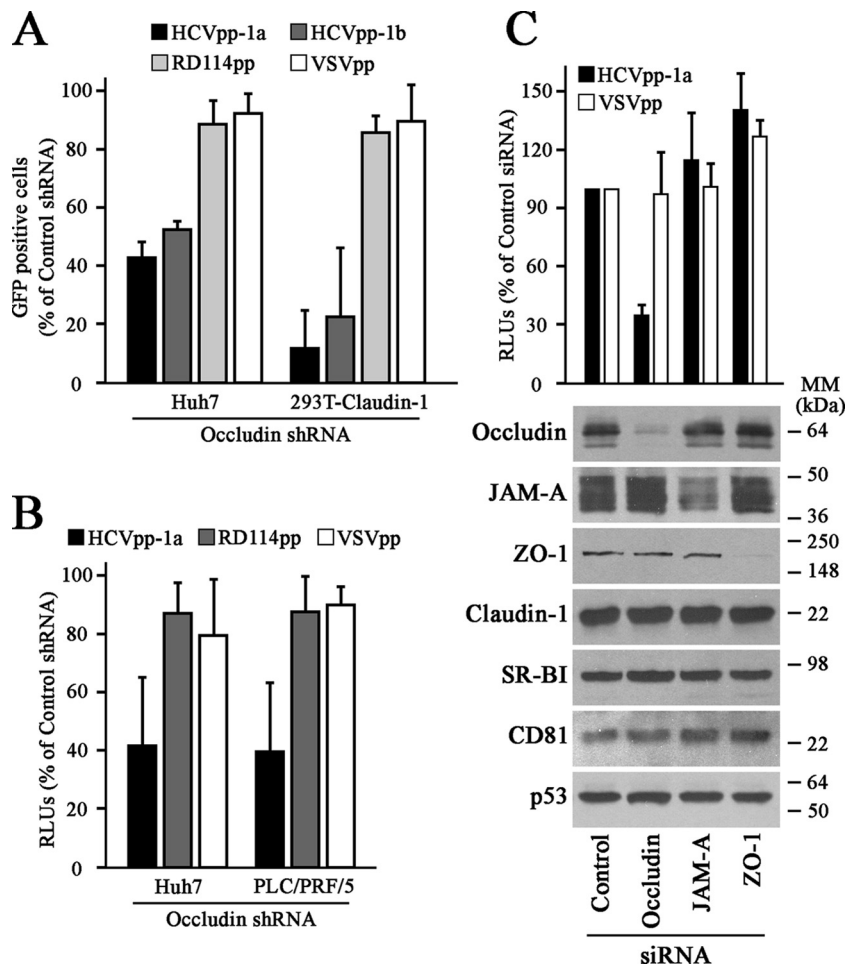 A
HCVpp-1a
HCVpp-1b
RD114pp
VSVpp
GFP positive cells
(% of Control shRNA)
100
80
60
40
20
0
Huh7
293T-Claudin-1
Occludin shRNA
B
HCVpp-1a
RD114pp
VSVpp
RLUs (% of Control shRNA)
100
80
60
40
20
0
Huh7
PLC/PRF/5
Occludin shRNA
C
HCVpp-1a
VSVpp
RLUs (% of Control siRNA)
150
120
90
60
30
0
MM
(kDa)
Occludin
64
JAM-A
50
36
ZO-1
250
148
Claudin-1
22
SR-BI
98
CD81
22
p53
64
50
Control
Occludin
JAM-A
ZO-1
siRNA